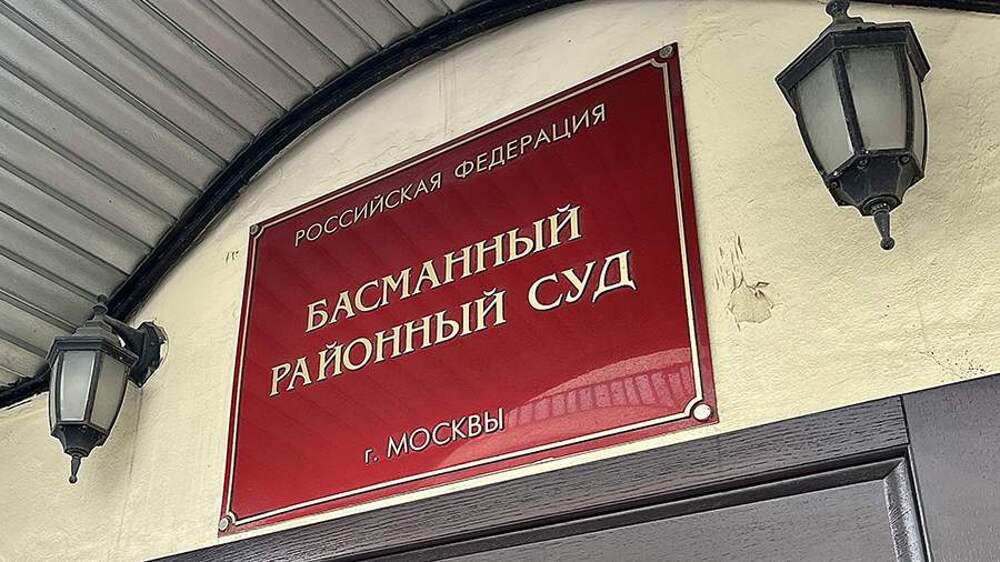 РОССИЙСКАЯ ФЕДЕРАЦИЯ
БАСМАННЫЙ
РАЙОННЫЙ СУД
г. МОСКВЫ